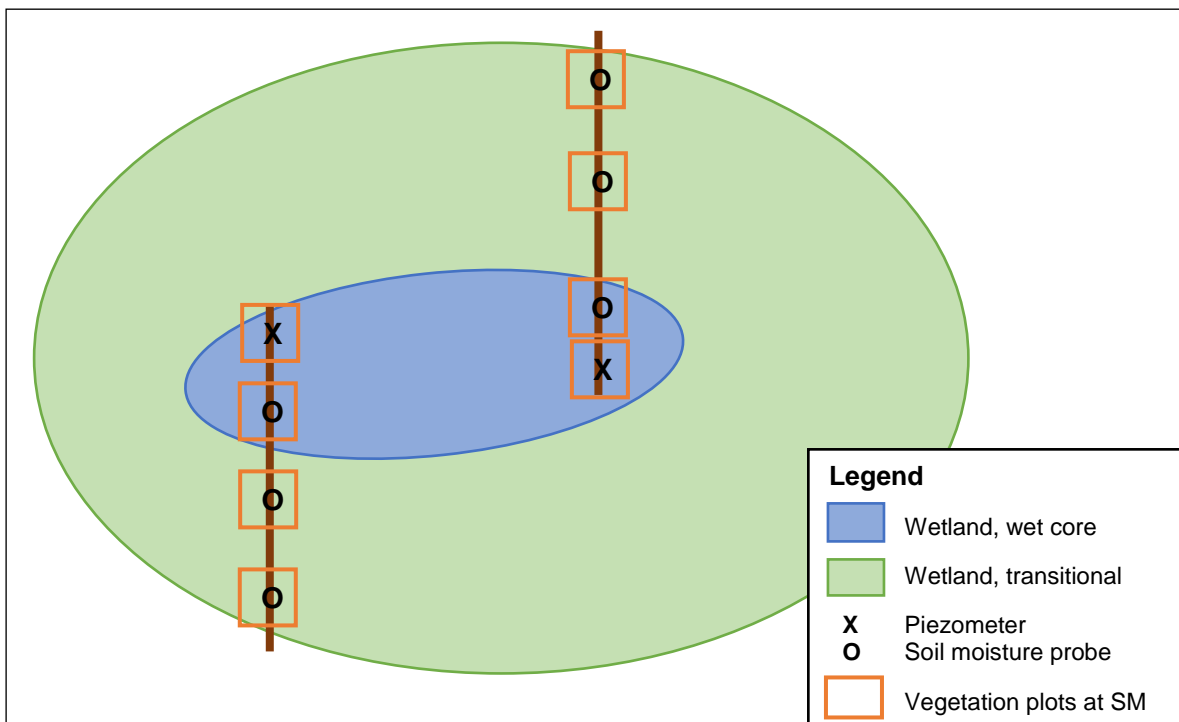 O
O
O
X
X
O
O
O
Legend
Wetland, wet core
Wetland, transitional
X Piezometer
O Soil moisture probe
Vegetation plots at SM